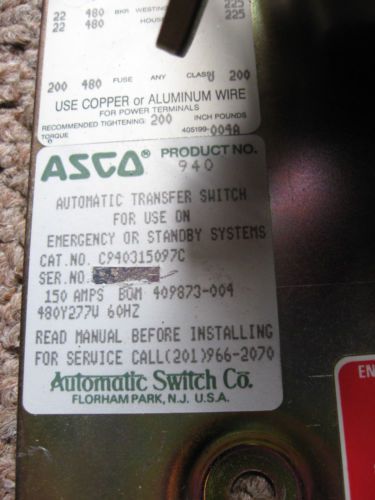 22 480 BKR WESTING 225
22 480 HOUSE 225
200 480 FUSE ANY CLASS J 200
USE COPPER or ALUMINUM WIRE
FOR POWER TERMINALS
RECOMMENDED TIGHTENING 200 INCH POUNDS
TORQUE 405199-004A
ASCO® PRODUCT NO.
940
AUTOMATIC TRANSFER SWITCH
FOR USE ON
EMERGENCY OR STANDBY SYSTEMS
CAT.NO. C940315097C
SER.NO.
150 AMPS BOM 409873-004
480Y277V 60HZ
READ MANUAL BEFORE INSTALLING
FOR SERVICE CALL(201)966-2070
Automatic Switch Co.
FLORHAM PARK, N.J. U.S.A.
EN